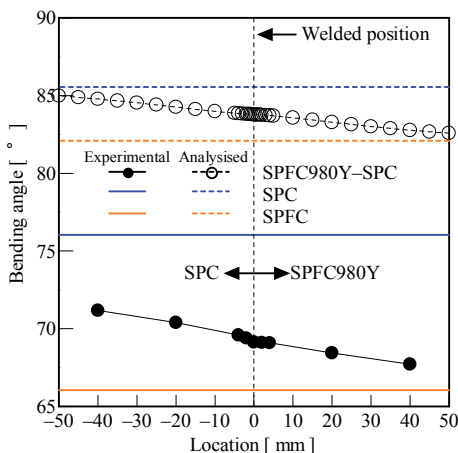 90
85
80
75
70
65
Bending angle [ ° ]
Welded position
Experimental Analysised
SPFC980Y–SPC
SPC
SPFC
SPC SPFC980Y
–50 –40 –30 –20 –10 0 10 20 30 40 50
Location [ mm ]